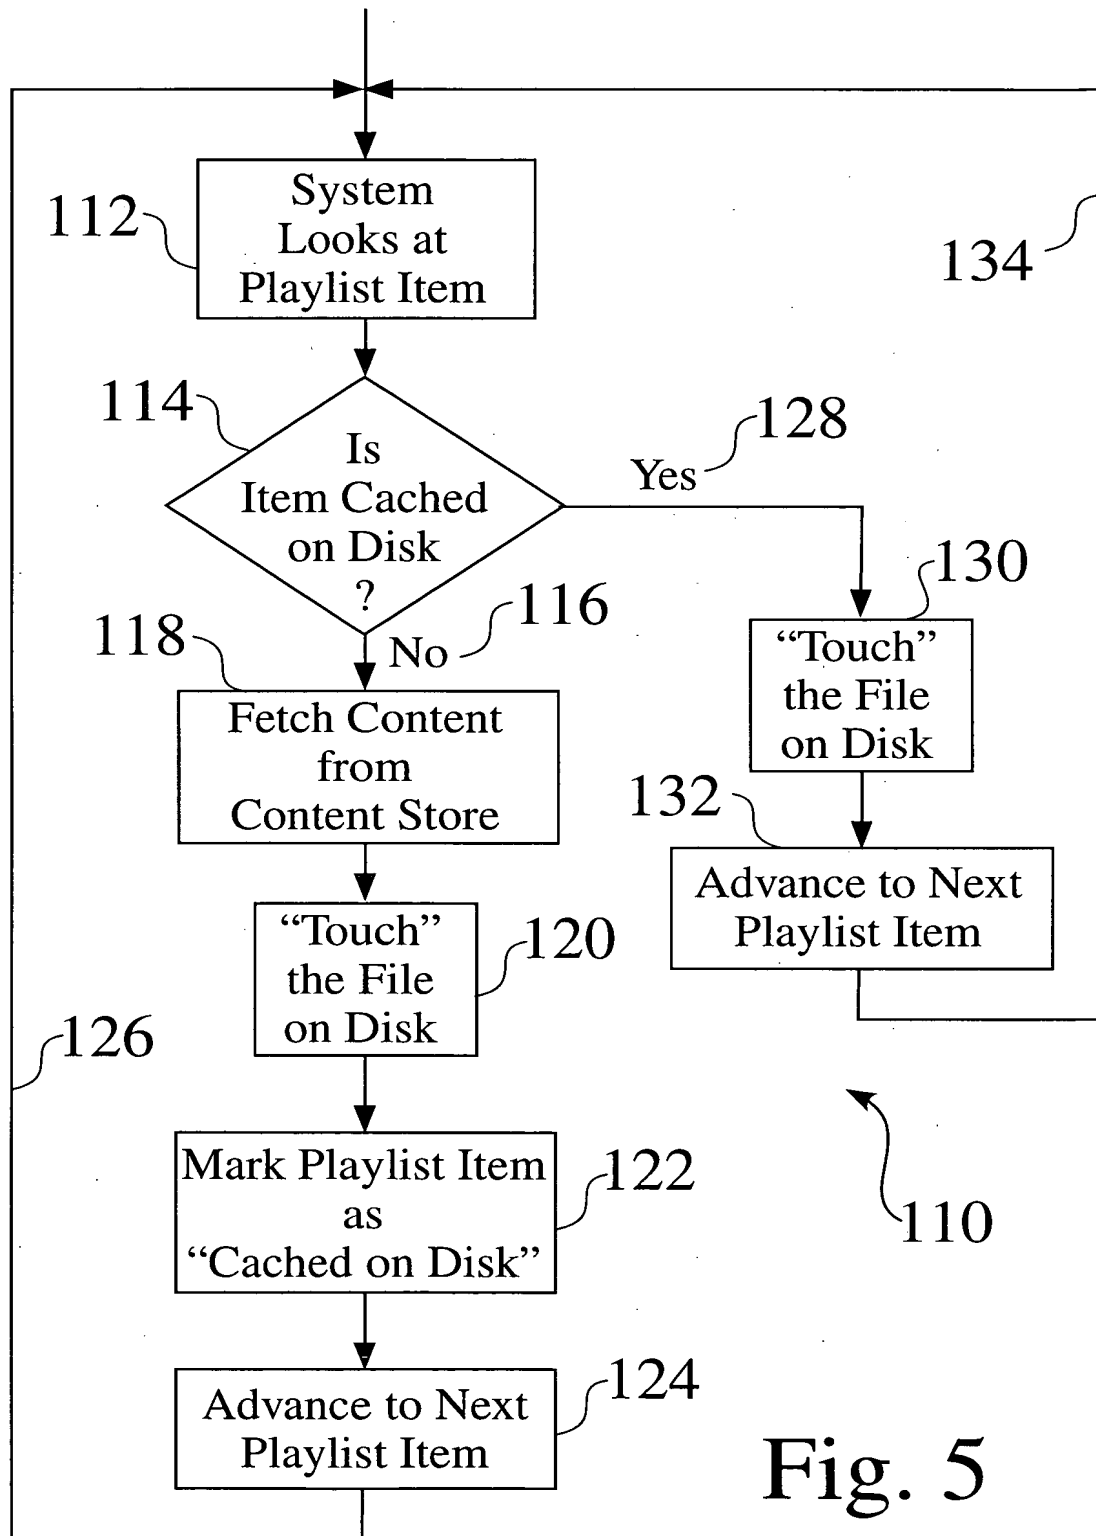 System
Looks at
Playlist Item
112
134
114
Is
Item Cached
on Disk
?
Yes
128
116
No
130
"Touch"
the File
on Disk
118
Fetch Content
from
Content Store
132
Advance to Next
Playlist Item
"Touch"
the File
on Disk
120
126
Mark Playlist Item
as
"Cached on Disk"
122
110
Advance to Next
Playlist Item
124
Fig. 5